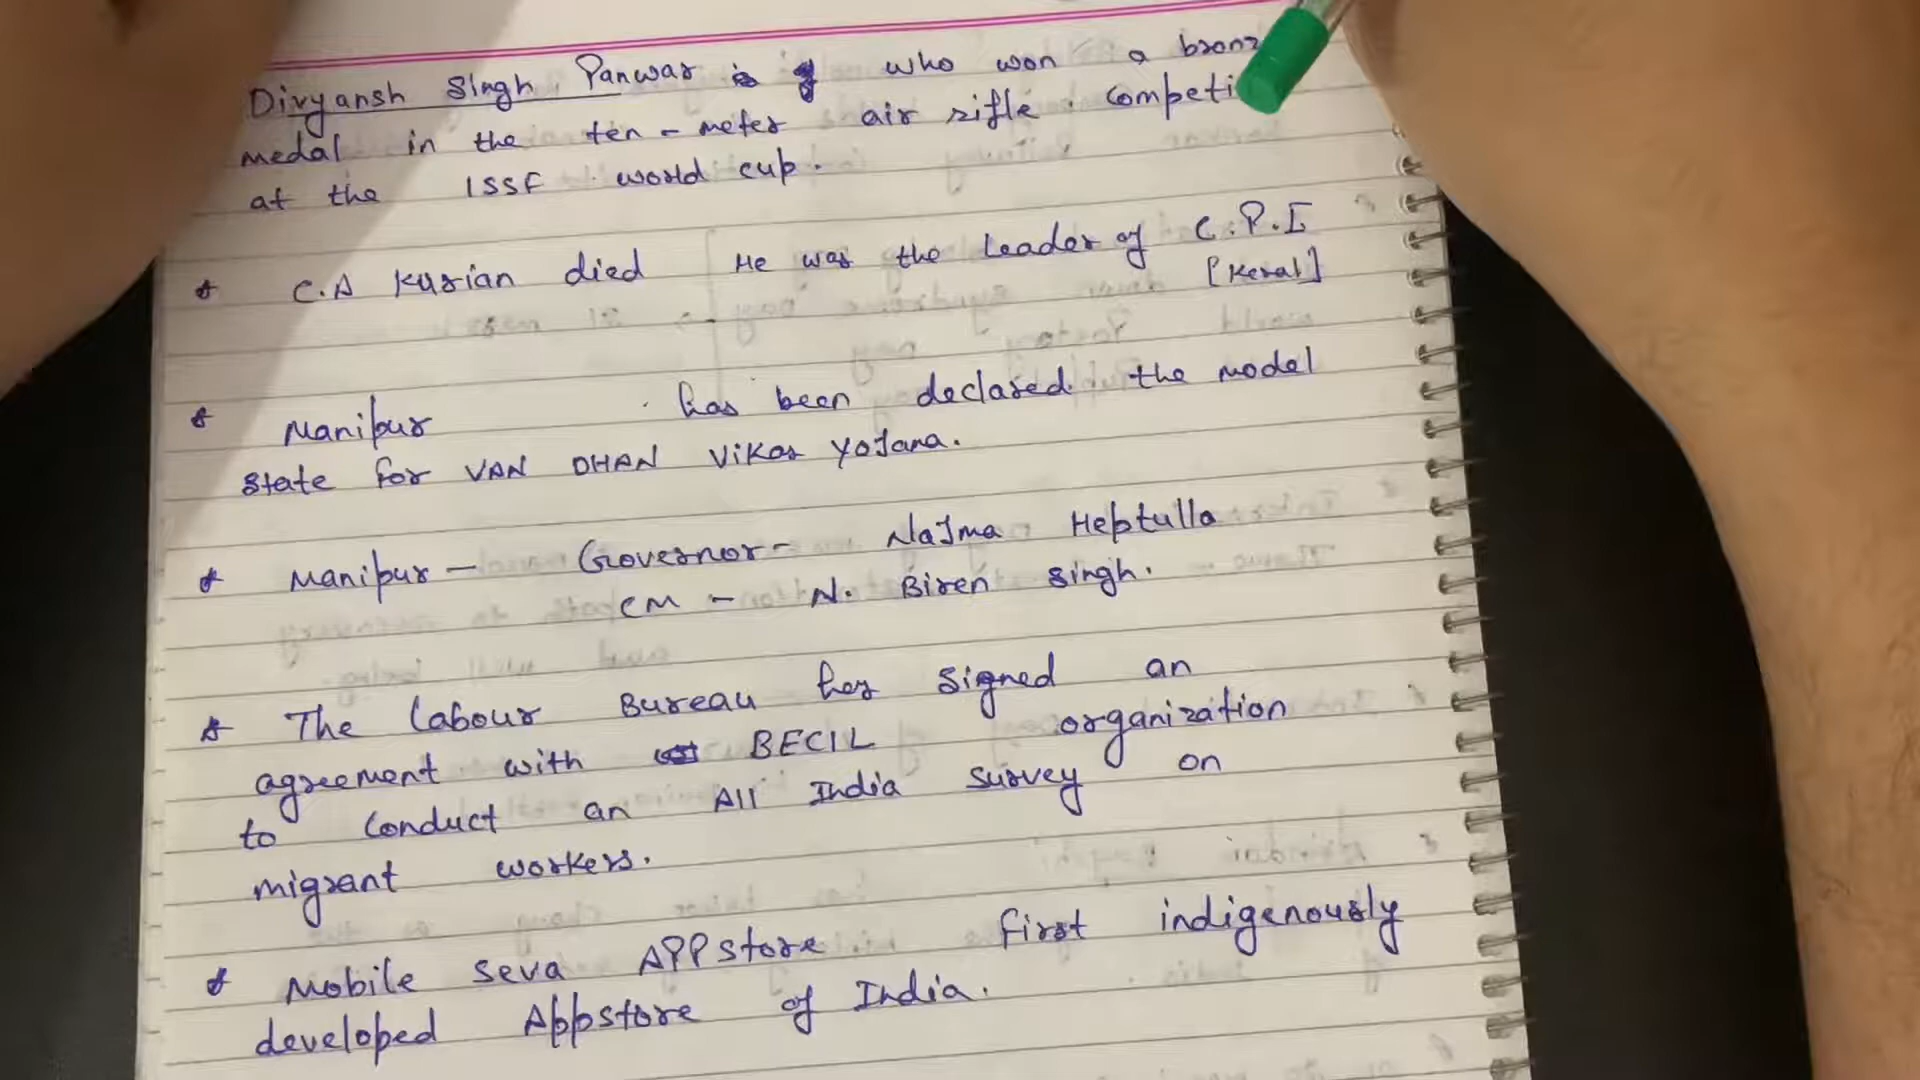 Divyansh Singh Panwar is who won a
medal in the ten - meter air rifle competi
at the ISSF world cup.
* C.A Kurian died He was the leader of C.P.I
[Keral]
* Manipur has been declared the model
state for VAN DHAN Vikas YoJana.
* Manipur - Governor - NaJma Heptulla
CM - N. Biren Singh.
* The Labour Bureau has signed an
agreement with BECIL organization
to conduct an All India survey on
migrant workers.
* Mobile Seva APPstore first indigenously
developed Appstore of India.